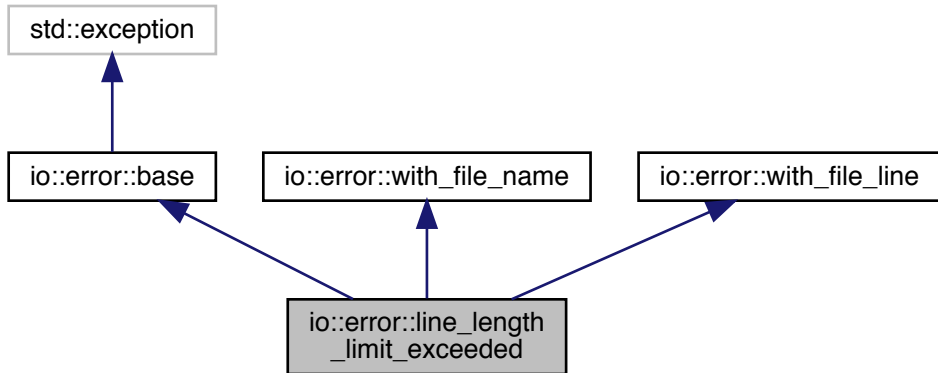 std::exception
io::error::base
io::error::with_file_name
io::error::with_file_line
io::error::line_length
_limit_exceeded